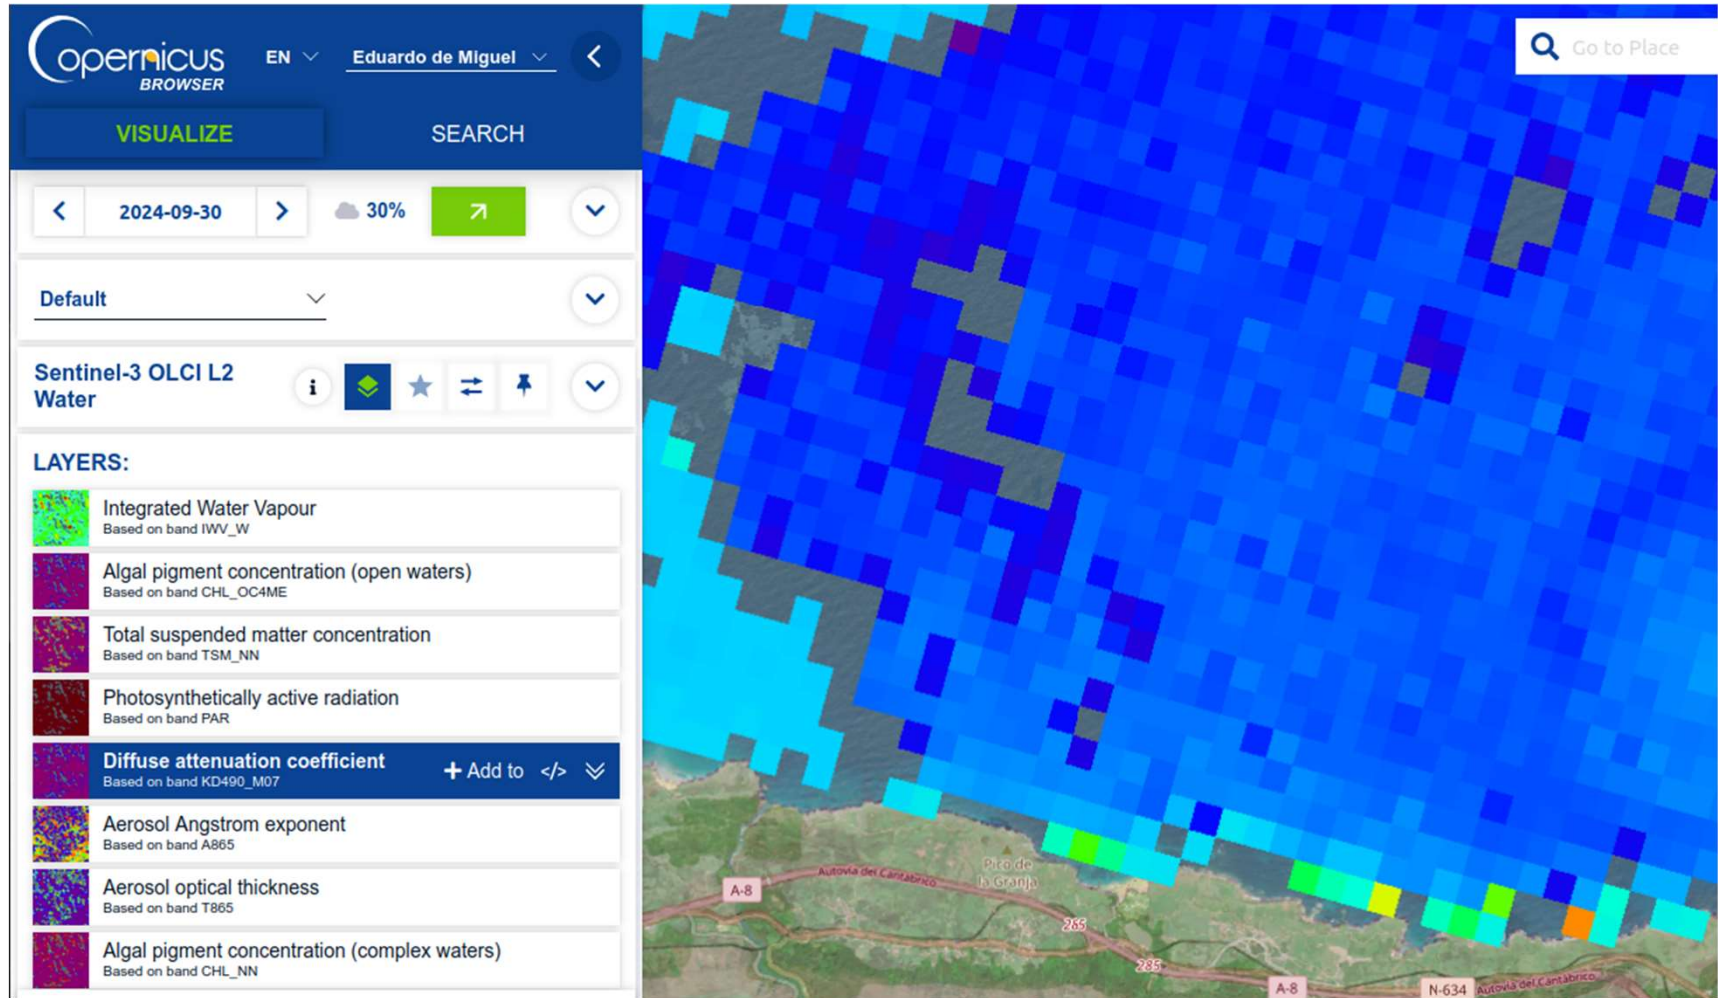 opernicus
BROWSER
EN
Eduardo de Miguel
VISUALIZE
SEARCH
2024-09-30
30%
Default
Sentinel-3 OLCI L2
Water
i
LAYERS:
Integrated Water Vapour
Based on band IWV_W
Algal pigment concentration (open waters)
Based on band CHL_OC4ME
Total suspended matter concentration
Based on band TSM_NN
Photosynthetically active radiation
Based on band PAR
Diffuse attenuation coefficient
Based on band KD490_M07
+ Add to </>
Aerosol Angstrom exponent
Based on band A865
Aerosol optical thickness
Based on band T865
Algal pigment concentration (complex waters)
Based on band CHL_NN
Go to Place
Pico de
la Granja
A-8
Autovía del Cantábrico
285
285
A-8
N-634
Autovía del Cantábrico